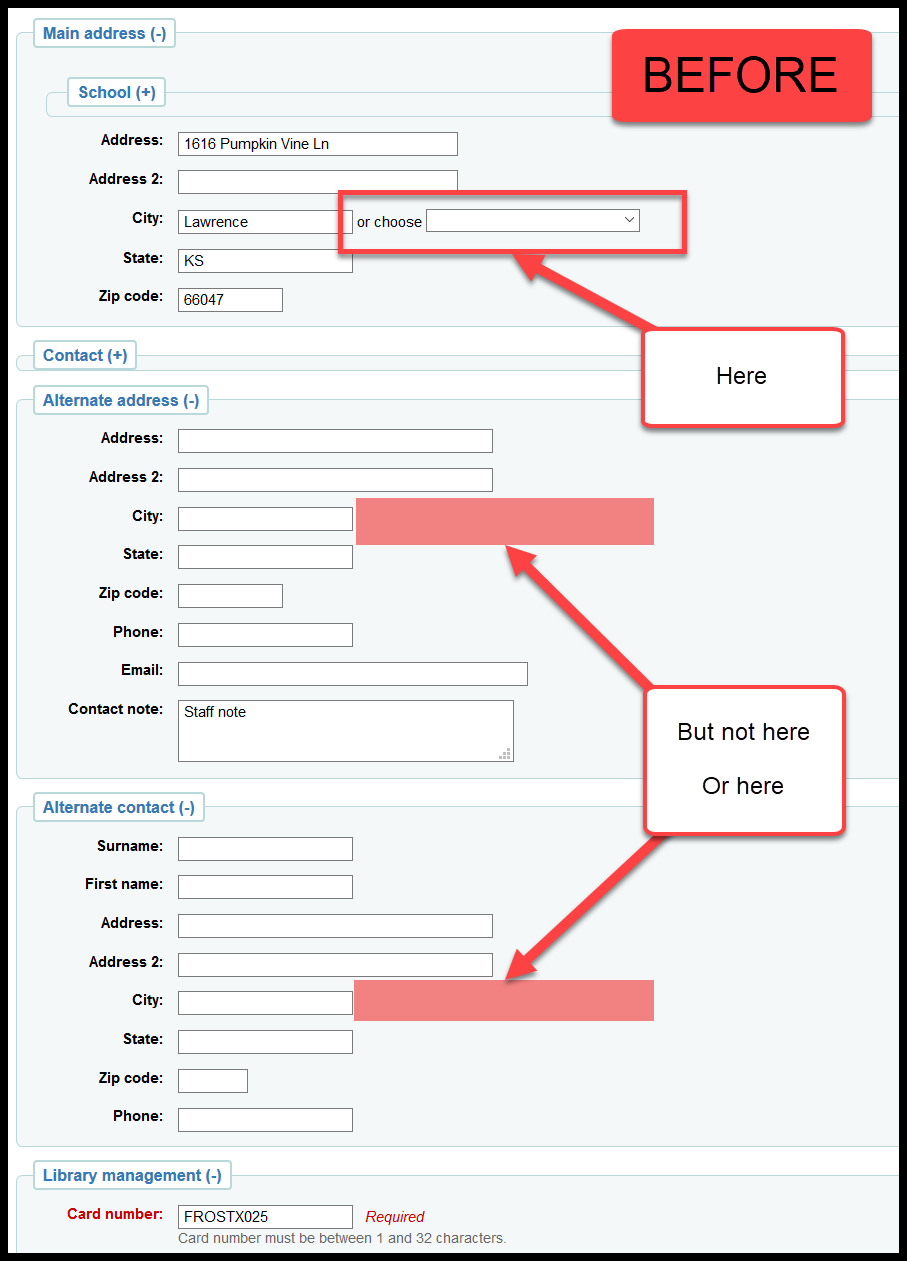 Main address (-)
BEFORE
School (+)
Address: 1616 Pumpkin Vine Ln
Address 2:
City: Lawrence or choose
State: KS
Zip code: 66047
Here
Contact (+)
Alternate address (-)
Address:
Address 2:
City:
State:
Zip code:
Phone:
Email:
Contact note: Staff note
But not here
Or here
Alternate contact (-)
Surname:
First name:
Address:
Address 2:
City:
State:
Zip code:
Phone:
Library management (-)
Card number: FROSTX025 Required
Card number must be between 1 and 32 characters.